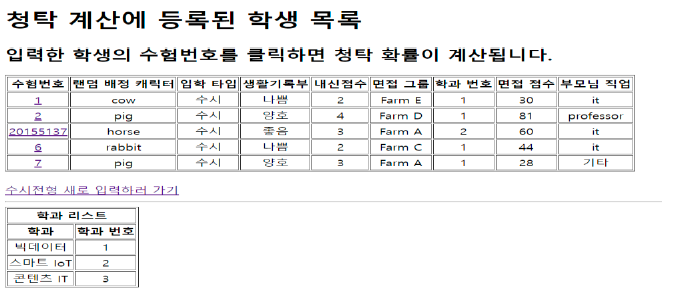 청탁 계산에 등록된 학생 목록
입력한 학생의 수험번호를 클릭하면 청탁 확률이 계산됩니다.
수험번호 랜덤 배정 캐릭터 입학 타입 생활기록부 내신점수 면접 그룹 학과 번호 면접 점수 부모님 직업
1 cow 수시 나쁨 2 Farm E 1 30 it
2 pig 수시 양호 4 Farm D 1 81 professor
20155137 horse 수시 좋음 3 Farm A 2 60 it
6 rabbit 수시 나쁨 2 Farm C 1 44 it
7 pig 수시 양호 3 Farm A 1 28 기타
수시전형 새로 입력하러 가기
학과 리스트
학과 학과 번호
빅데이터 1
스마트 IoT 2
콘텐츠 IT 3